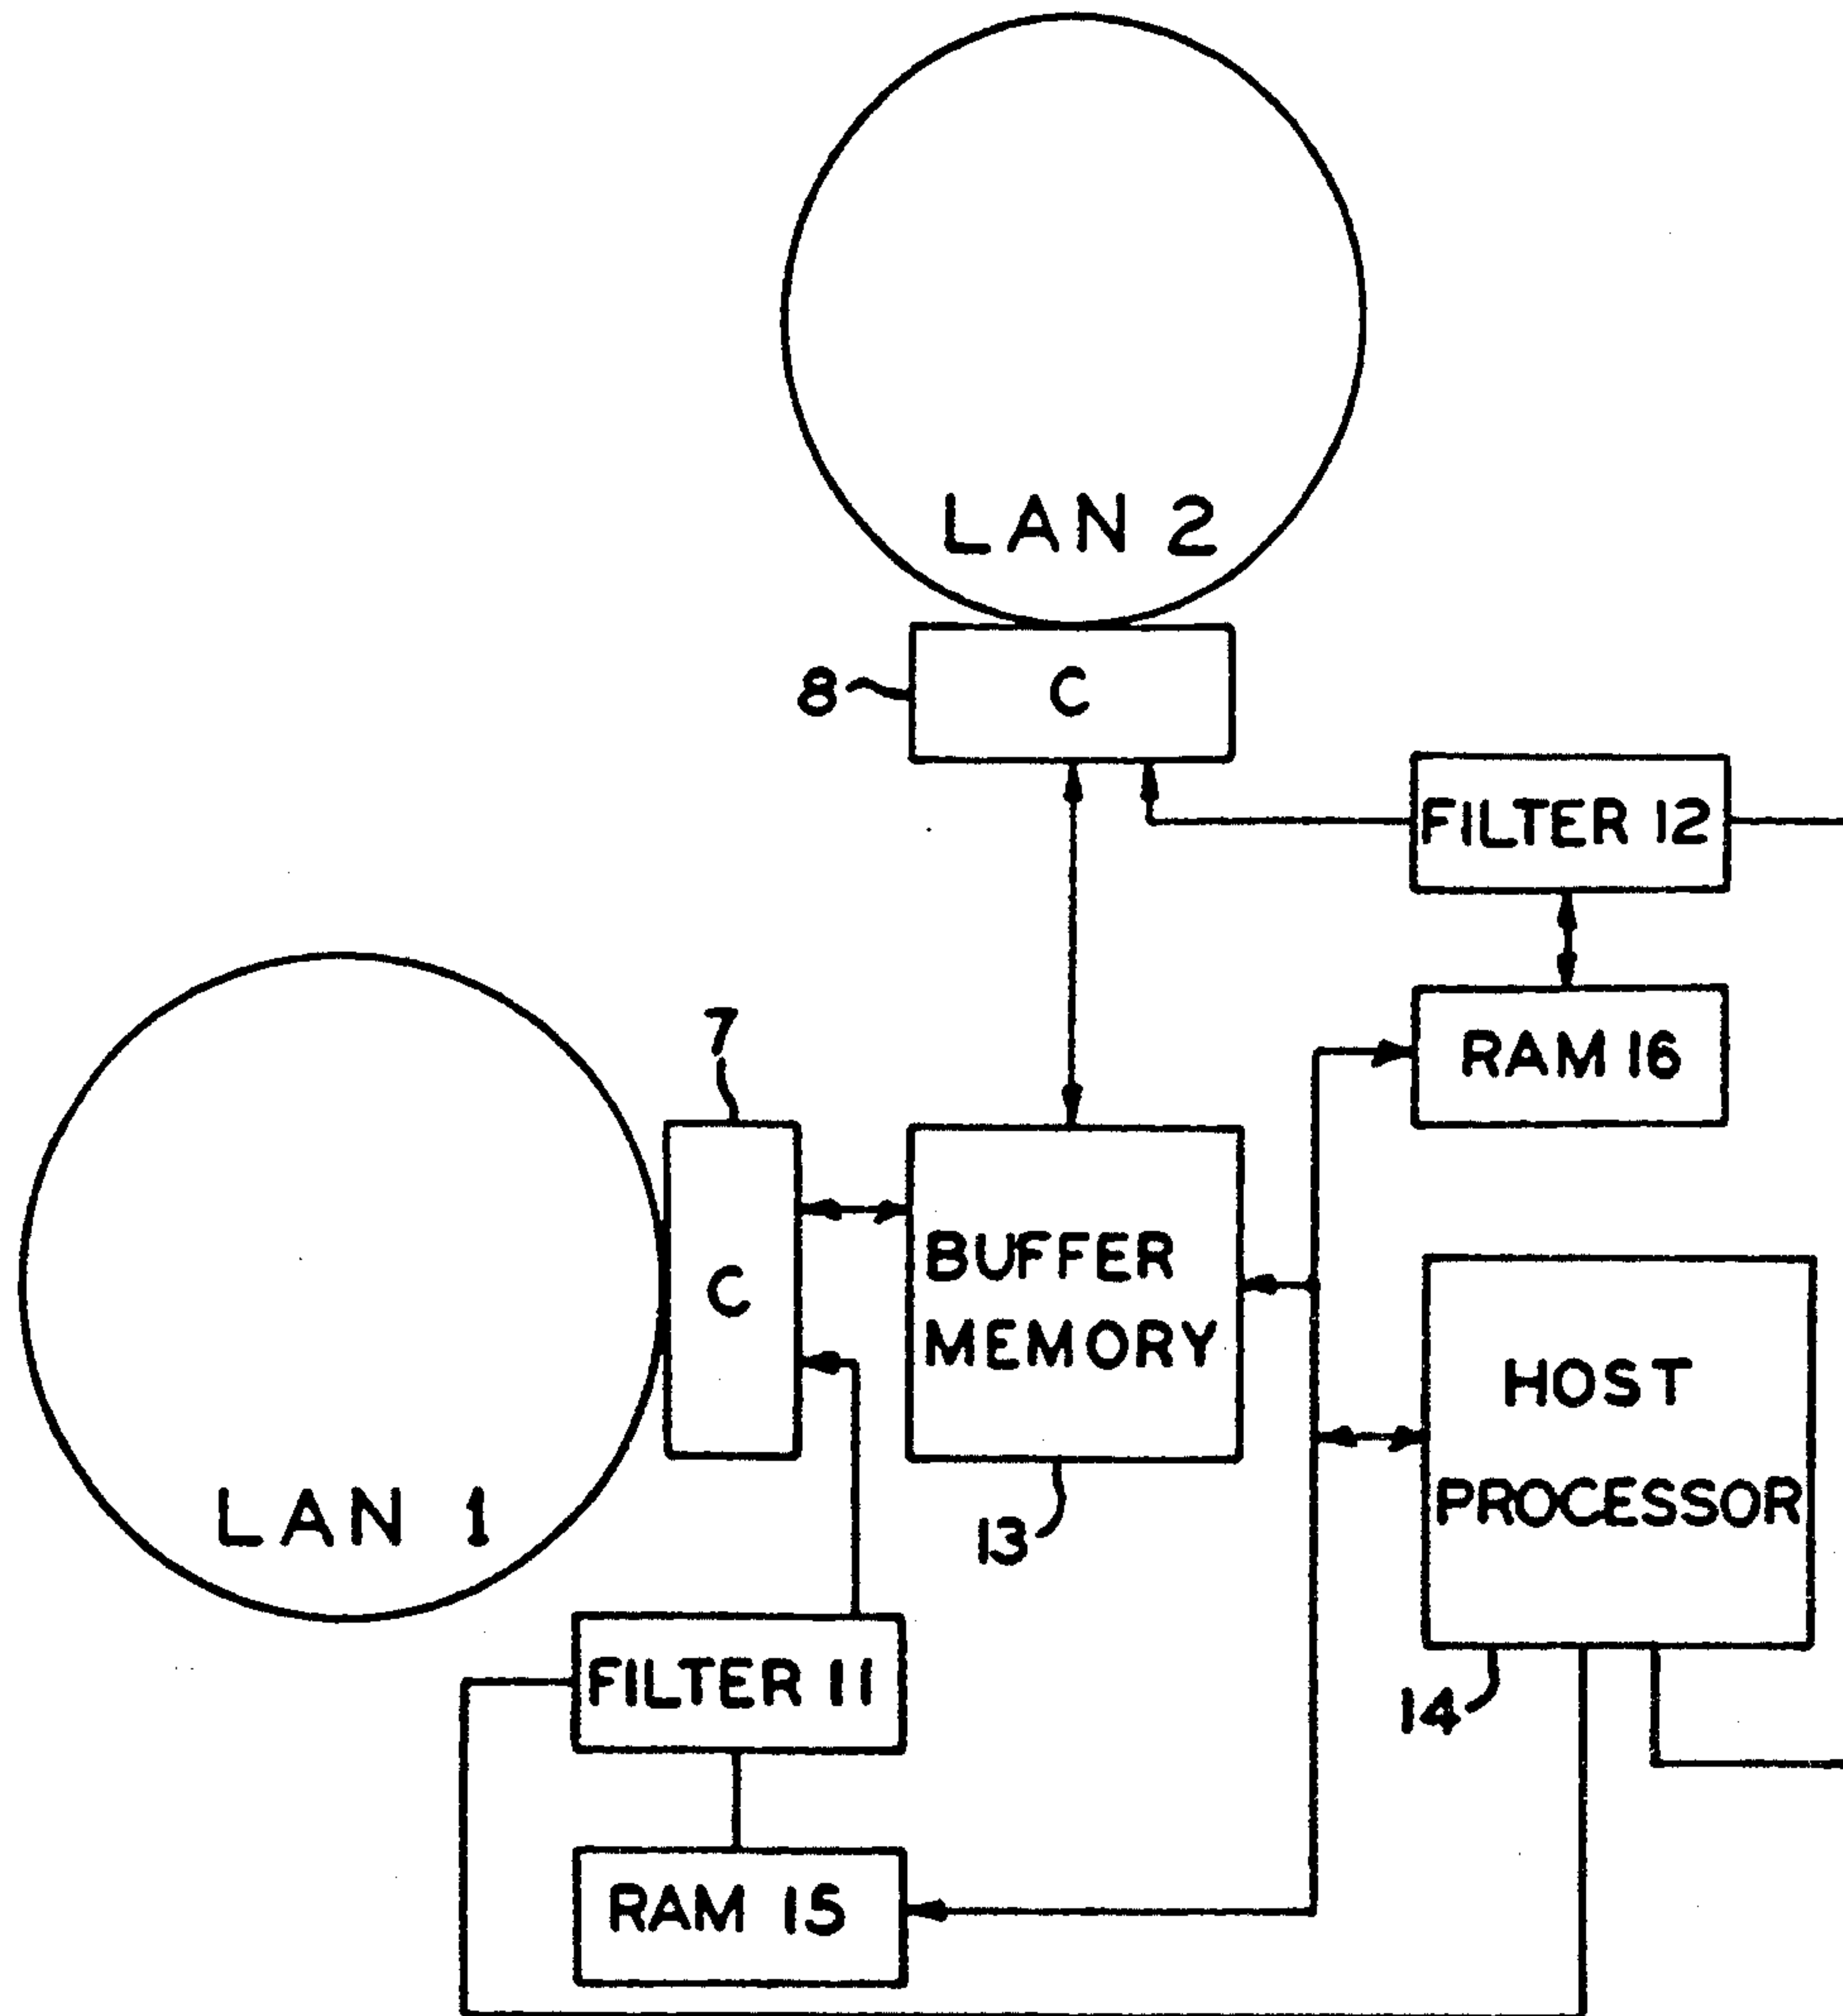 LAN 2
8
C
FILTER 12
7
RAM 16
BUFFER
MEMORY
C
HOST
PROCESSOR
LAN 1
13
FILTER 11
14
RAM 15